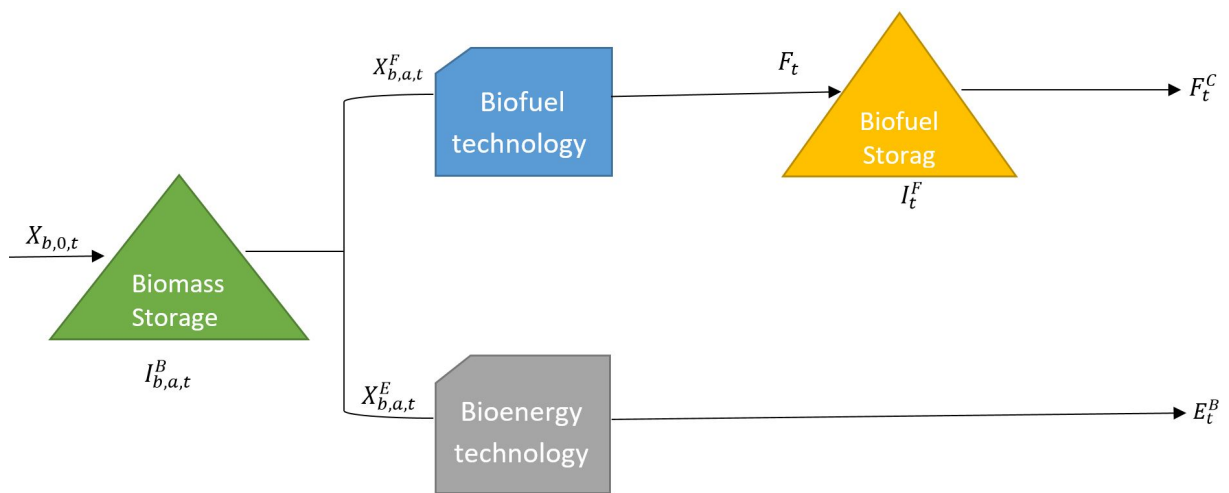 X_{b,a,t}^F
F_t
F_t^C
Biofuel
technology
Biofuel
Storag
I_t^F
X_{b,0,t}
Biomass
Storage
I_{b,a,t}^B
X_{b,a,t}^E
Bioenergy
technology
E_t^B